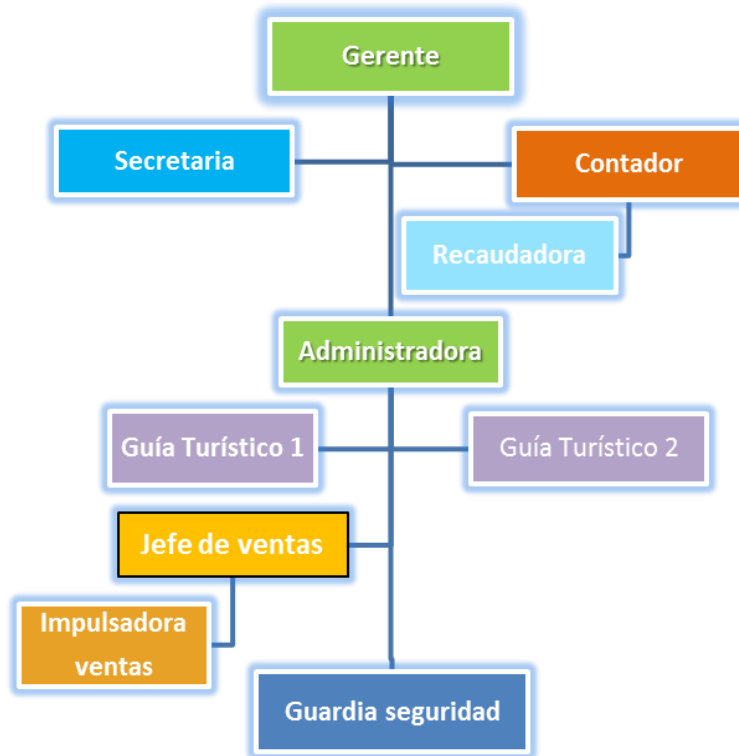 Gerente
Secretaria
Contador
Recaudadora
Administradora
Guía Turístico 1
Guía Turístico 2
Jefe de ventas
Impulsadora
ventas
Guardia seguridad